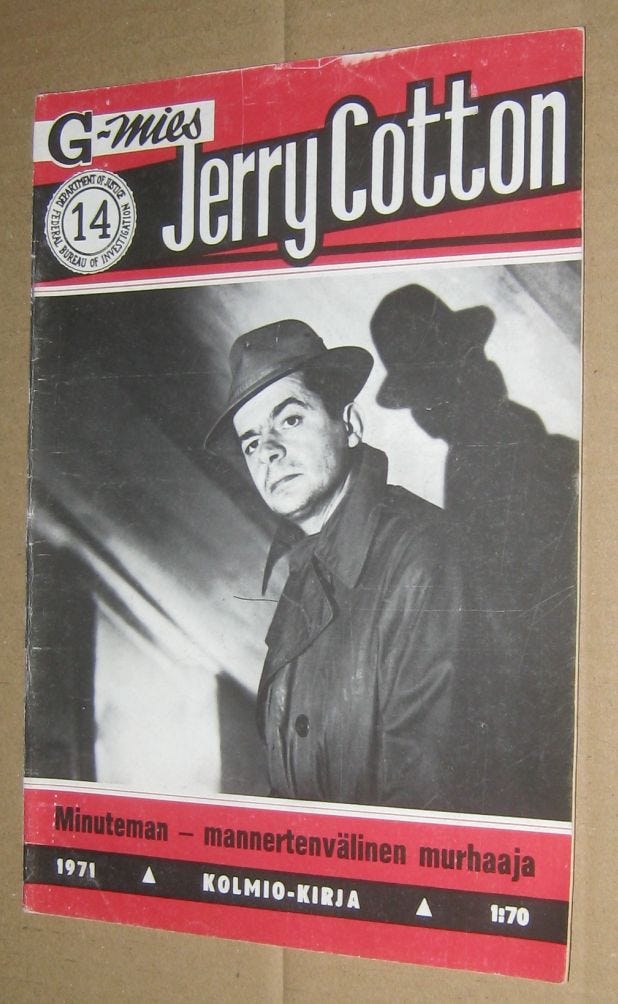 G-mies
Jerry Cotton
DEPARTMENT OF JUSTICE
14
FEDERAL BUREAU OF INVESTIGATION
Minuteman – mannertenvälinen murhaaja
1971 ▲ KOLMIO-KIRJA ▲ 1:70